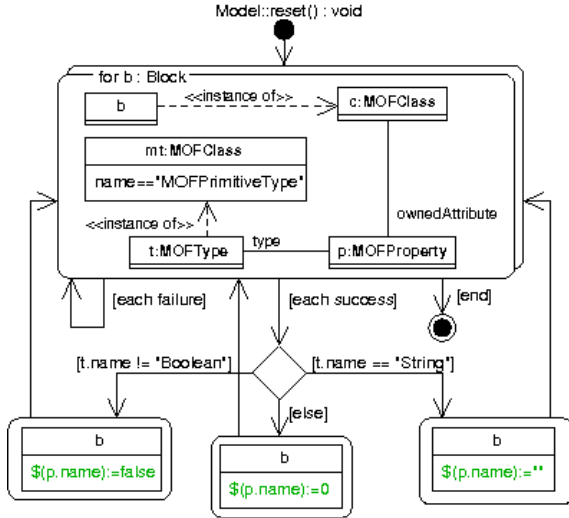 Model::reset() : void
for b : Block
b
<<instance of>>
c:MOFClass
mt:MOFClass
name=="MOFPrimitiveType"
<<instance of>>
ownedAttribute
t:MOFType
type
p:MOFProperty
[each failure]
[each success]
[end]
[t.name != "Boolean"]
[t.name == "String"]
[else]
b
$(p.name):=false
b
$(p.name):=0
b
$(p.name):=""